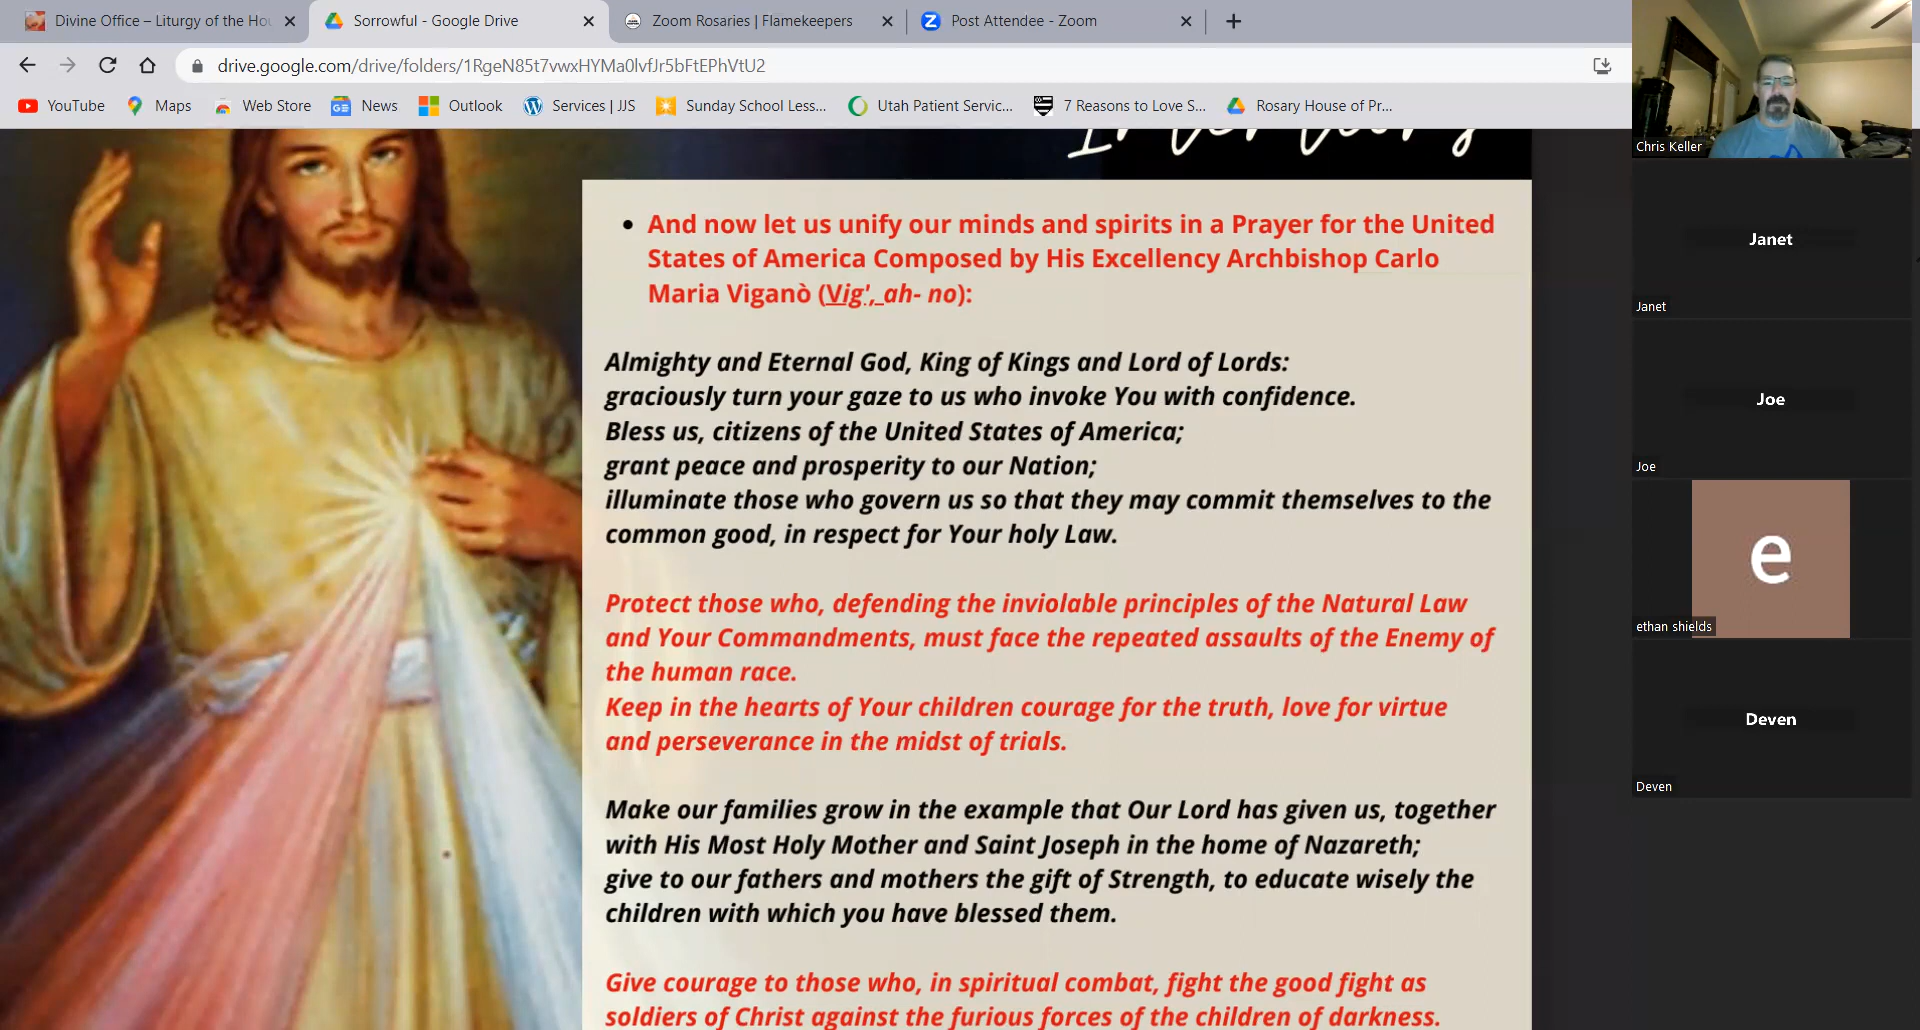 Divine Office – Liturgy of the Hou
Sorrowful - Google Drive
Zoom Rosaries | Flamekeepers
Post Attendee - Zoom
drive.google.com/drive/folders/1RgeN85t7vwxHYMa0lvfJr5bFtEPhVtU2
YouTube
Maps
Web Store
News
Outlook
Services | JJS
Sunday School Less...
Utah Patient Servic...
7 Reasons to Love S...
Rosary House of Pr...
• And now let us unify our minds and spirits in a Prayer for the United
States of America Composed by His Excellency Archbishop Carlo
Maria Viganò (Vig', ah- no):
Almighty and Eternal God, King of Kings and Lord of Lords:
graciously turn your gaze to us who invoke You with confidence.
Bless us, citizens of the United States of America;
grant peace and prosperity to our Nation;
illuminate those who govern us so that they may commit themselves to the
common good, in respect for Your holy Law.
Protect those who, defending the inviolable principles of the Natural Law
and Your Commandments, must face the repeated assaults of the Enemy of
the human race.
Keep in the hearts of Your children courage for the truth, love for virtue
and perseverance in the midst of trials.
Make our families grow in the example that Our Lord has given us, together
with His Most Holy Mother and Saint Joseph in the home of Nazareth;
give to our fathers and mothers the gift of Strength, to educate wisely the
children with which you have blessed them.
Give courage to those who, in spiritual combat, fight the good fight as
soldiers of Christ against the furious forces of the children of darkness.
Chris Keller
Janet
Janet
Joe
Joe
e
ethan shields
Deven
Deven